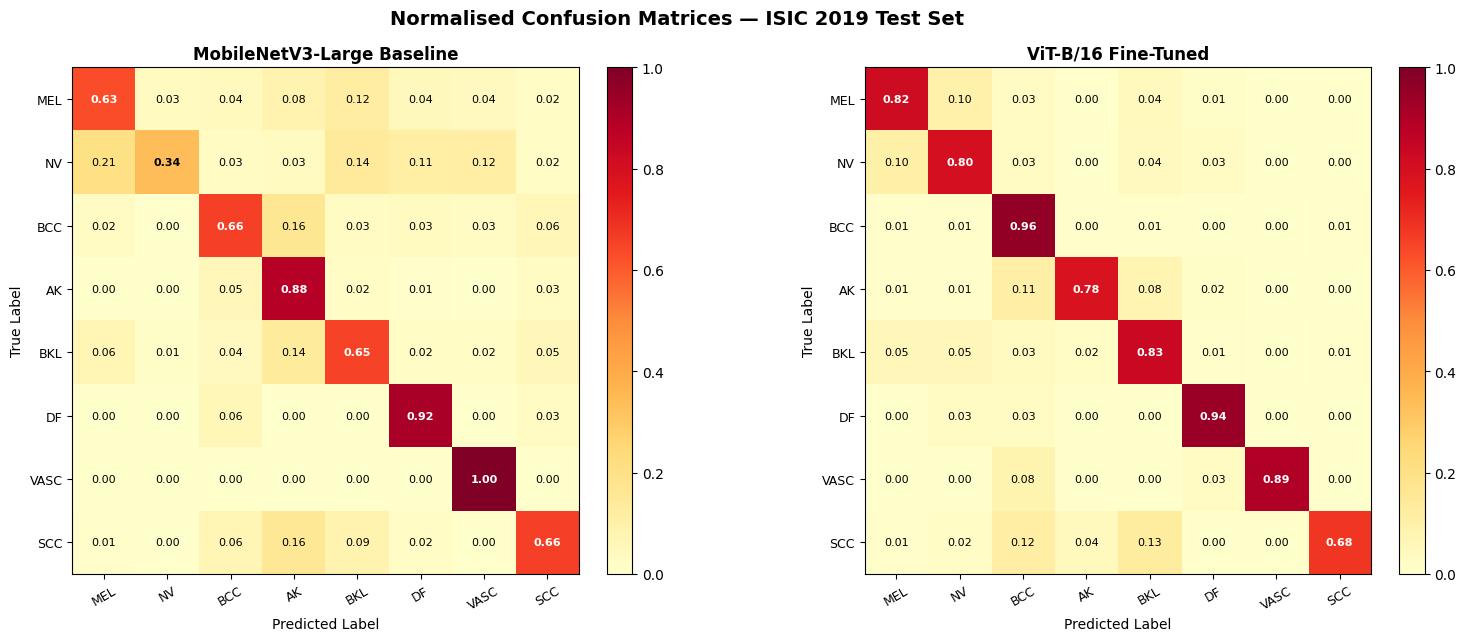 Normalised Confusion Matrices — ISIC 2019 Test Set
MobileNetV3-Large Baseline
True Label
MEL 0.63 0.03 0.04 0.08 0.12 0.04 0.04 0.02
NV 0.21 0.34 0.03 0.03 0.14 0.11 0.12 0.02
BCC 0.02 0.00 0.66 0.16 0.03 0.03 0.03 0.06
AK 0.00 0.00 0.05 0.88 0.02 0.01 0.00 0.03
BKL 0.06 0.01 0.04 0.14 0.65 0.02 0.02 0.05
DF 0.00 0.00 0.06 0.00 0.00 0.92 0.00 0.03
VASC 0.00 0.00 0.00 0.00 0.00 0.00 1.00 0.00
SCC 0.01 0.00 0.06 0.16 0.09 0.02 0.00 0.66
MEL NV BCC AK BKL DF VASC SCC
Predicted Label
1.0
0.8
0.6
0.4
0.2
0.0
ViT-B/16 Fine-Tuned
True Label
MEL 0.82 0.10 0.03 0.00 0.04 0.01 0.00 0.00
NV 0.10 0.80 0.03 0.00 0.04 0.03 0.00 0.00
BCC 0.01 0.01 0.96 0.00 0.01 0.00 0.00 0.01
AK 0.01 0.01 0.11 0.78 0.08 0.02 0.00 0.00
BKL 0.05 0.05 0.03 0.02 0.83 0.01 0.00 0.01
DF 0.00 0.03 0.03 0.00 0.00 0.94 0.00 0.00
VASC 0.00 0.00 0.08 0.00 0.00 0.03 0.89 0.00
SCC 0.01 0.02 0.12 0.04 0.13 0.00 0.00 0.68
MEL NV BCC AK BKL DF VASC SCC
Predicted Label
1.0
0.8
0.6
0.4
0.2
0.0